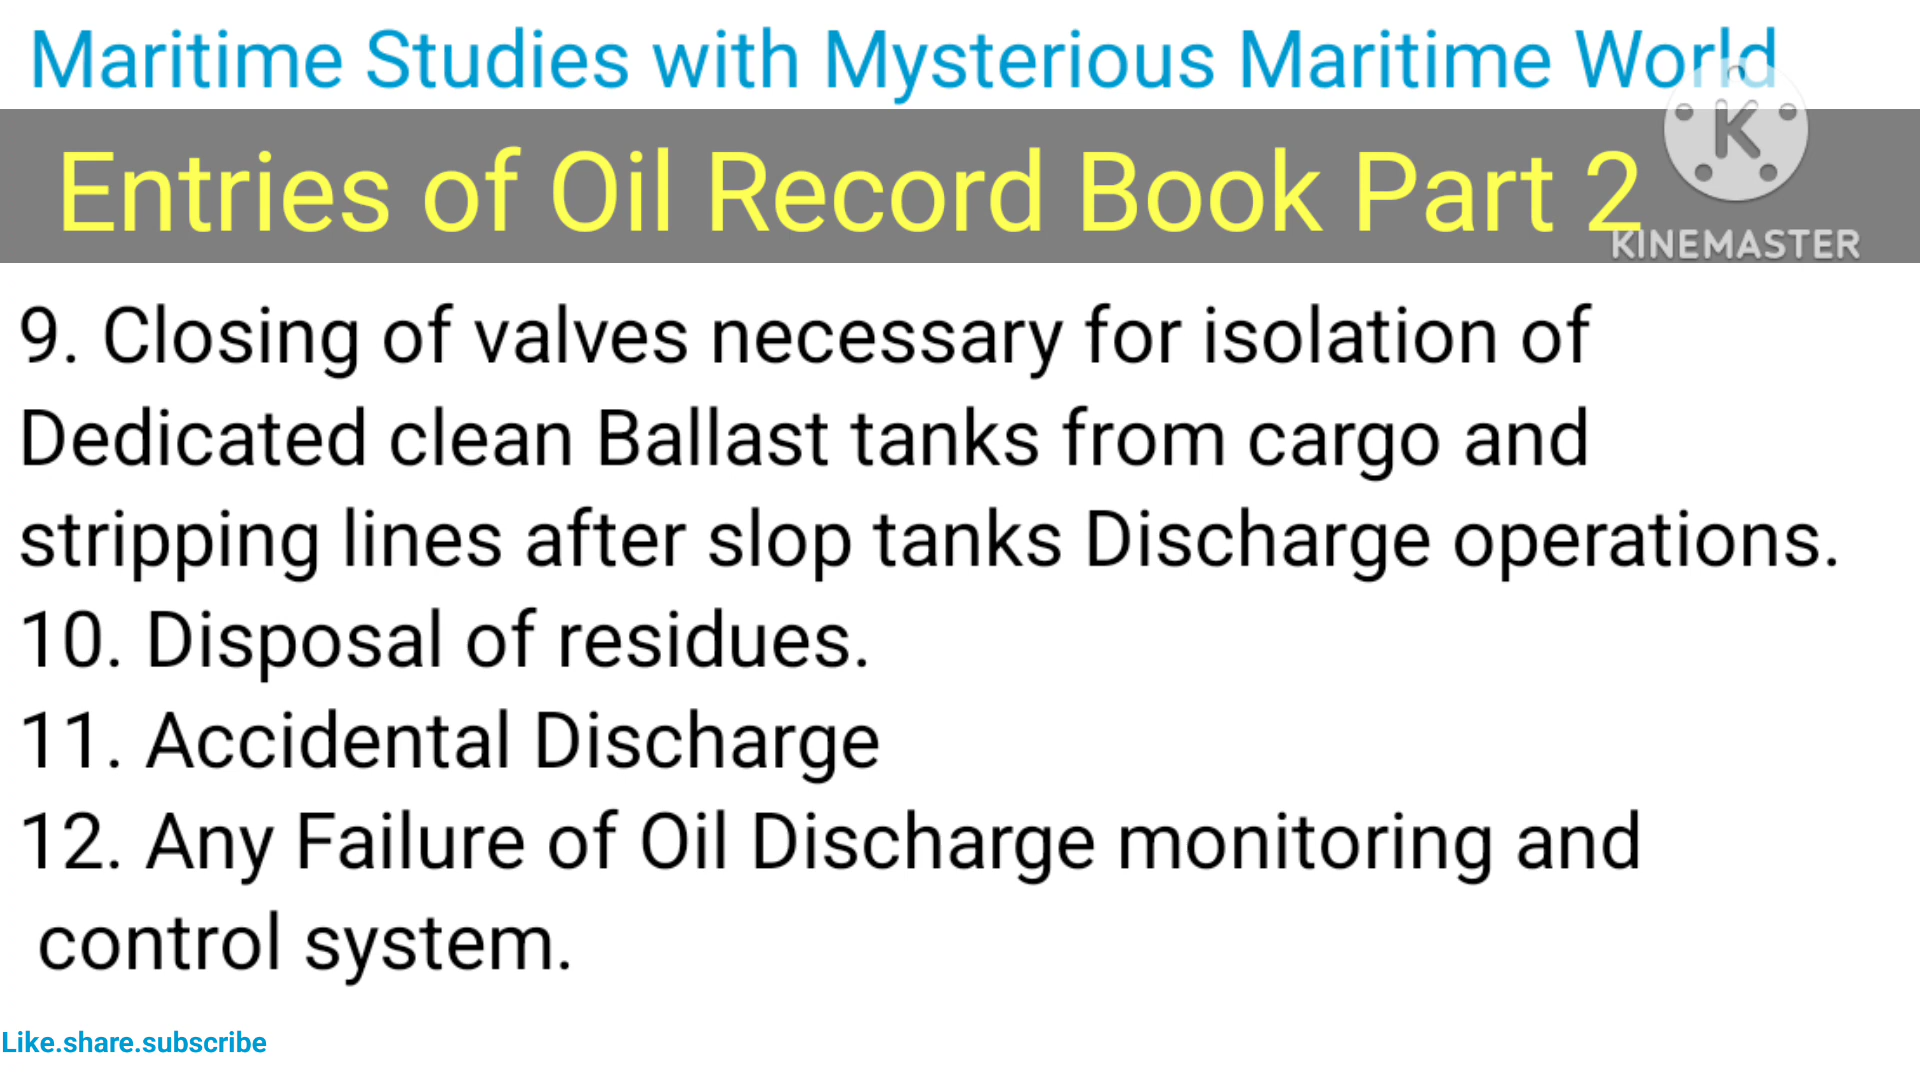 Maritime Studies with Mysterious Maritime World
Entries of Oil Record Book Part 2
K
KINEMASTER
9. Closing of valves necessary for isolation of
Dedicated clean Ballast tanks from cargo and
stripping lines after slop tanks Discharge operations.
10. Disposal of residues.
11. Accidental Discharge
12. Any Failure of Oil Discharge monitoring and
control system.
Like.share.subscribe